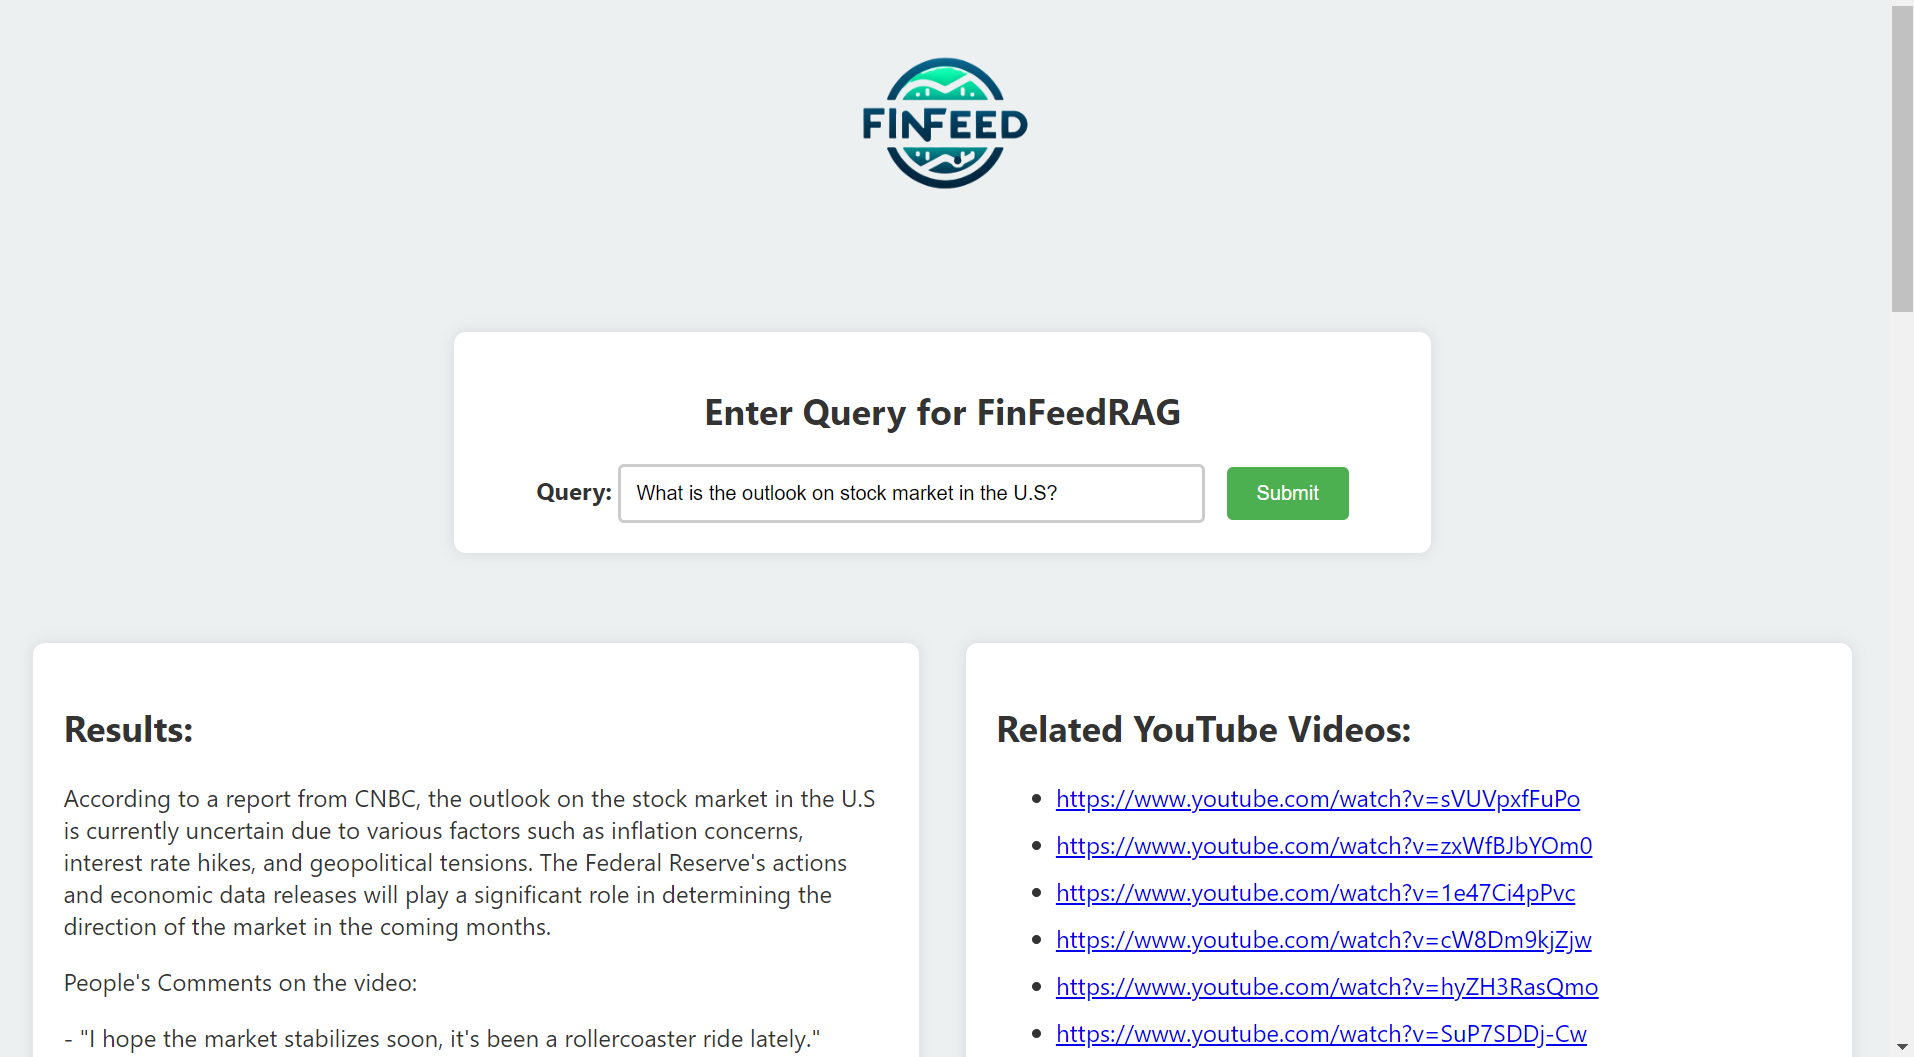 FINFEED
Enter Query for FinFeedRAG
Query: What is the outlook on stock market in the U.S? Submit
Results:
According to a report from CNBC, the outlook on the stock market in the U.S
is currently uncertain due to various factors such as inflation concerns,
interest rate hikes, and geopolitical tensions. The Federal Reserve's actions
and economic data releases will play a significant role in determining the
direction of the market in the coming months.
People's Comments on the video:
- "I hope the market stabilizes soon, it's been a rollercoaster ride lately."
Related YouTube Videos:
https://www.youtube.com/watch?v=sVUVpxfFuPo
https://www.youtube.com/watch?v=zxWfBJbYOm0
https://www.youtube.com/watch?v=1e47Ci4pPvc
https://www.youtube.com/watch?v=cW8Dm9kjZjw
https://www.youtube.com/watch?v=hyZH3RasQmo
https://www.youtube.com/watch?v=SuP7SDDj-Cw